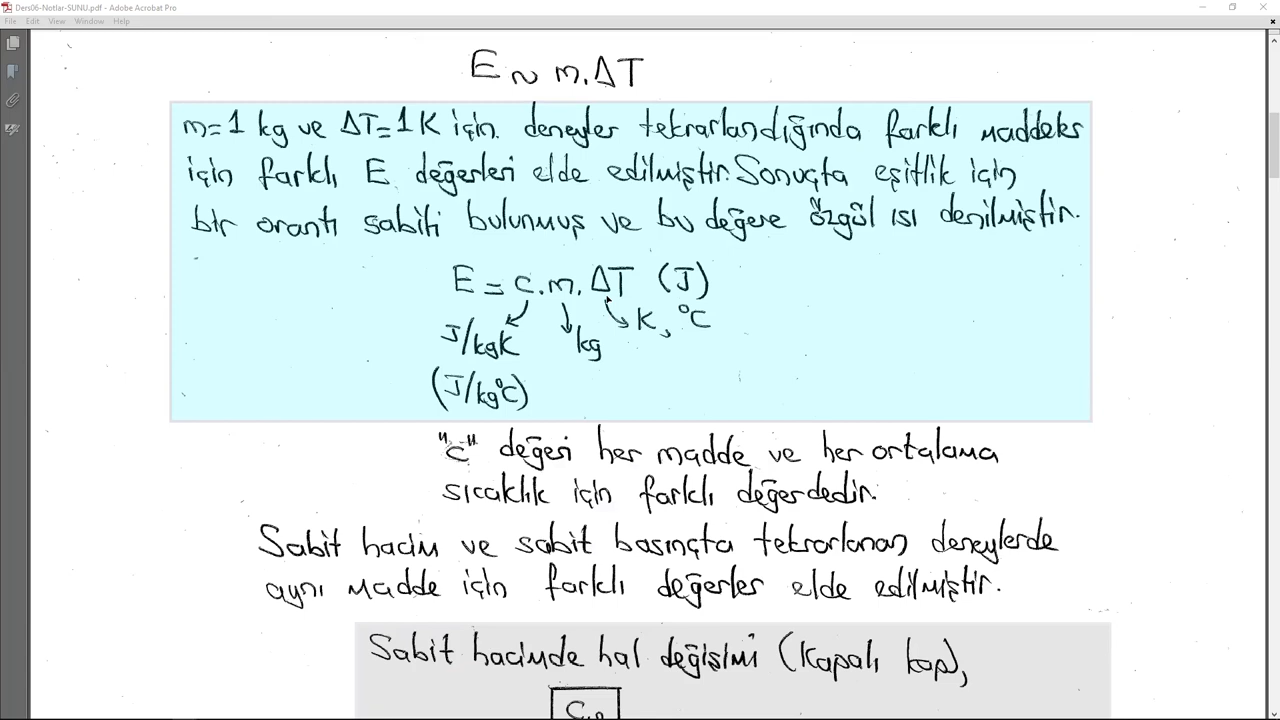 Ders06-Notlar-SUNU.pdf - Adobe Acrobat Pro
File Edit View Window Help
E ~ m.ΔT
m=1 kg ve ΔT=1K için deneyler tekrarlandığında farklı maddeler
için farklı E değerleri elde edilmiştir. Sonuçta eşitlik için
bir orantı sabiti bulunmuş ve bu değere "özgül ısı denilmiştir.
E = c.m.ΔT (J)
K, °C
J/kgK kg
(J/kg°C)
"c" değeri her madde ve her ortalama
sıcaklık için farklı değerdedir.
Sabit hacim ve sabit basınçta tekrarlanan deneylerde
aynı madde için farklı değerler elde edilmiştir.
Sabit hacimde hal değişimi (Kapalı kap),